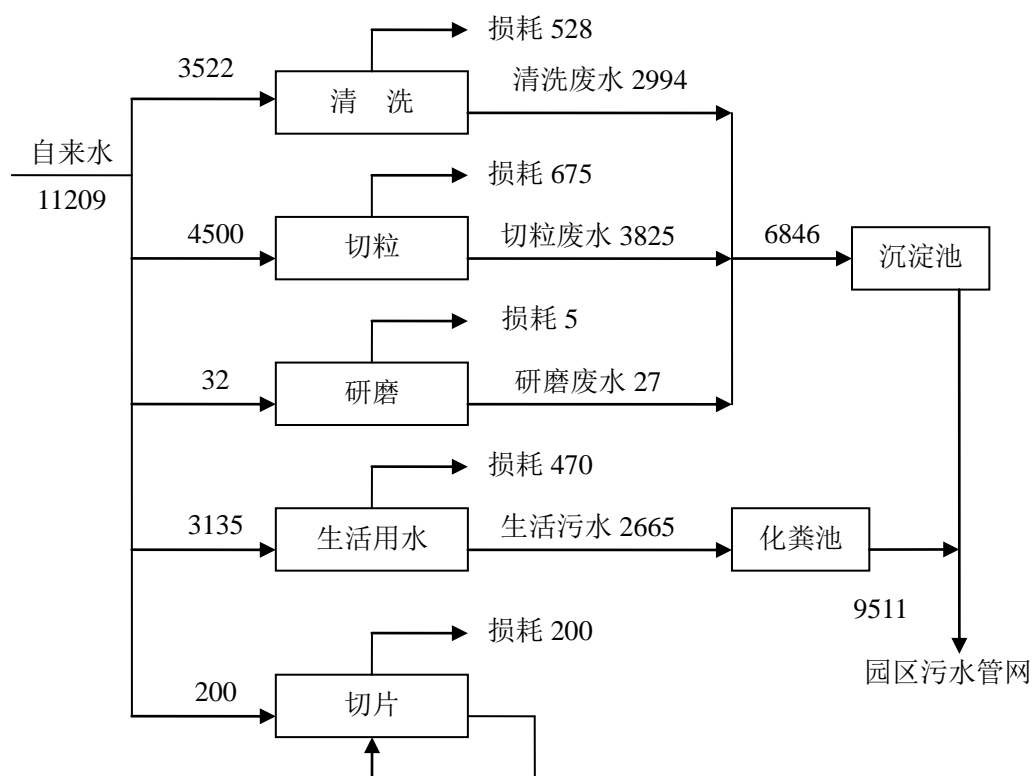 损耗 528
3522
清 洗
清洗废水 2994
自来水
11209
损耗 675
4500
切粒
切粒废水 3825
6846
沉淀池
损耗 5
32
研磨
研磨废水 27
损耗 470
3135
生活用水
生活污水 2665
化粪池
9511
损耗 200
园区污水管网
200
切片